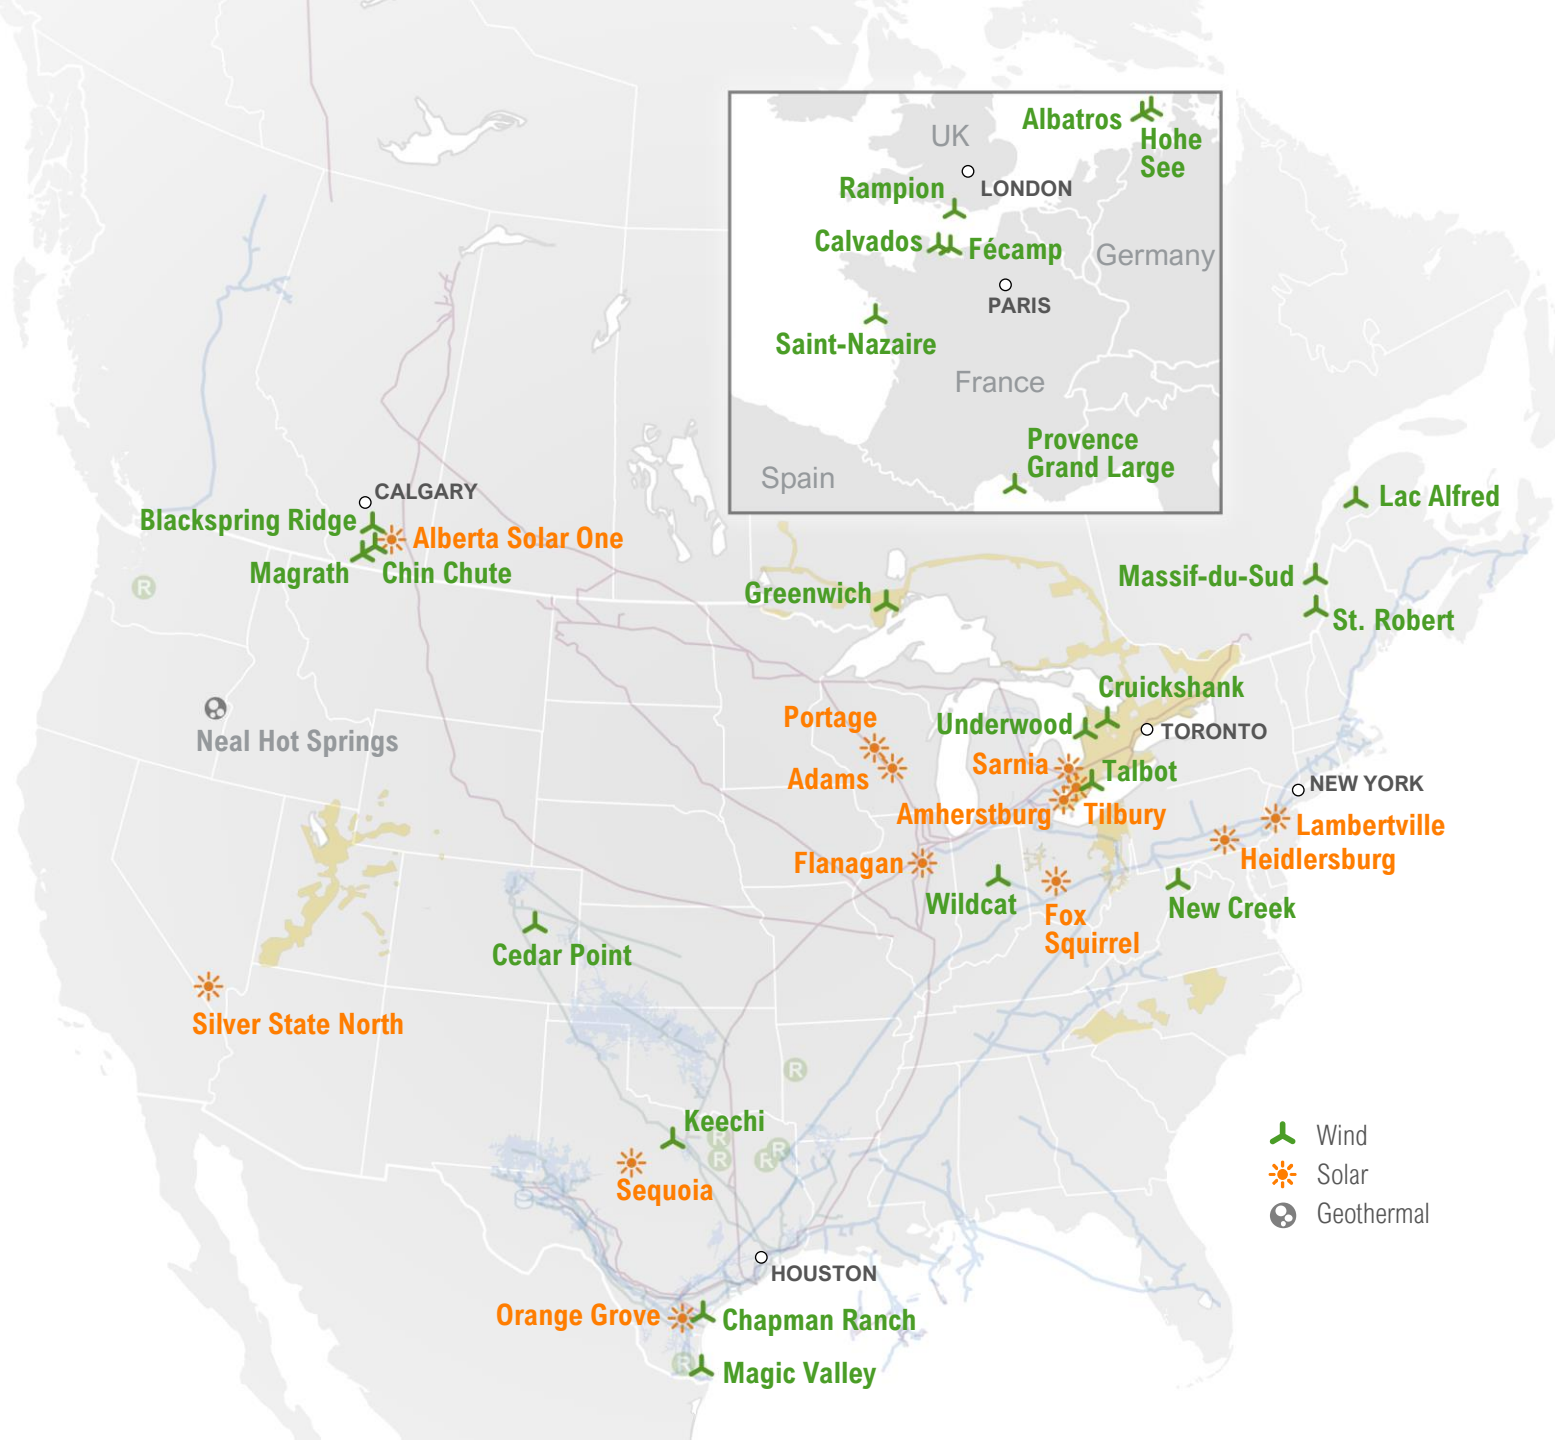 Albatros
Hohe
See
UK
LONDON
Rampion
Calvados
Fécamp
Germany
PARIS
Saint-Nazaire
France
Provence
Grand Large
Spain
CALGARY
Blackspring Ridge
Alberta Solar One
Magrath
Chin Chute
R
Lac Alfred
Massif-du-Sud
St. Robert
Greenwich
Neal Hot Springs
Cruickshank
Portage
Underwood
TORONTO
Adams
Sarnia
Talbot
NEW YORK
Amherstburg
Tilbury
Lambertville
Flanagan
Heidlersburg
Wildcat
Fox
Squirrel
New Creek
Cedar Point
Silver State North
R
Keechi
R
R
R
R
Sequoia
HOUSTON
Orange Grove
Chapman Ranch
R
Magic Valley
Wind
Solar
Geothermal